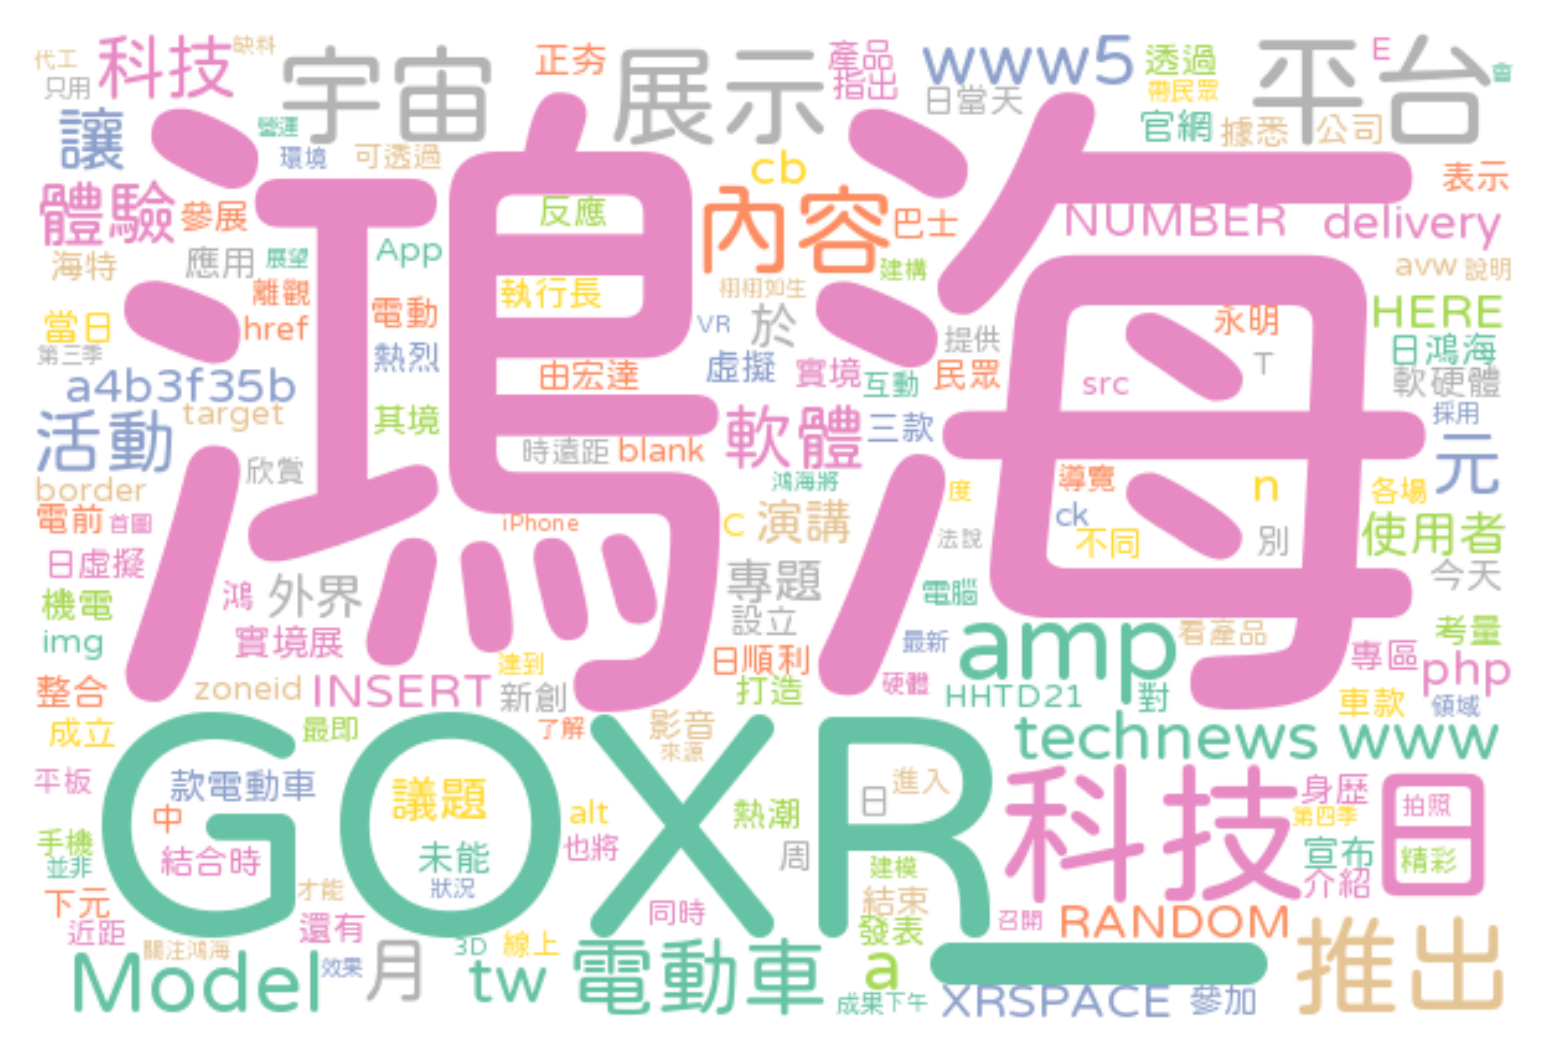 代工
科技
缺料
只用
宇宙
正夯
展示
產品
指出
www5
透過
平台
E
會
日當天
帶民眾
讓
營運
環境
可透過
官網
據悉
公司
cb
表示
鴻海
體驗
參展
反應
內容
巴士
NUMBER
delivery
海特
應用
展望
App
建構
avw
說明
離觀
執行長
栩栩如生
當日
href
電動
VR
於
提供
永明
HERE
第三季
熱烈
虛擬
實境
互動
民眾
T
日鴻海
a4b3f35b
由宏達
src
軟硬體
活動
target
其境
軟體
三款
採用
時遠距
blank
元
欣賞
鴻海將
度
導覽
n
各場
border
電前
首圖
iPhone
C
演講
ck
不同
別
使用者
法說
日虛擬
鴻
外界
專題
電腦
今天
機電
設立
img
實境展
達到
最新
amp
看產品
考量
日順利
專區
php
整合
zoneid
INSERT
新創
打造
硬體
HHTD21
對
車款
領域
成立
最即
了解
影音
來源
technews
www
GOXR_
平板
款電動車
議題
alt
熱潮
日
進入
科技
身歷
第四季
日
拍照
中
手機
並非
結合時
未能
狀況
也將
周
建模
宣布
介紹
精彩
下元
才能
同時
結束
召開
RANDOM
近距
還有
發表
關注鴻海
3D
線上
Model
效果
月
tw
電動車
a
成果下午
XRSPACE
參加
推出